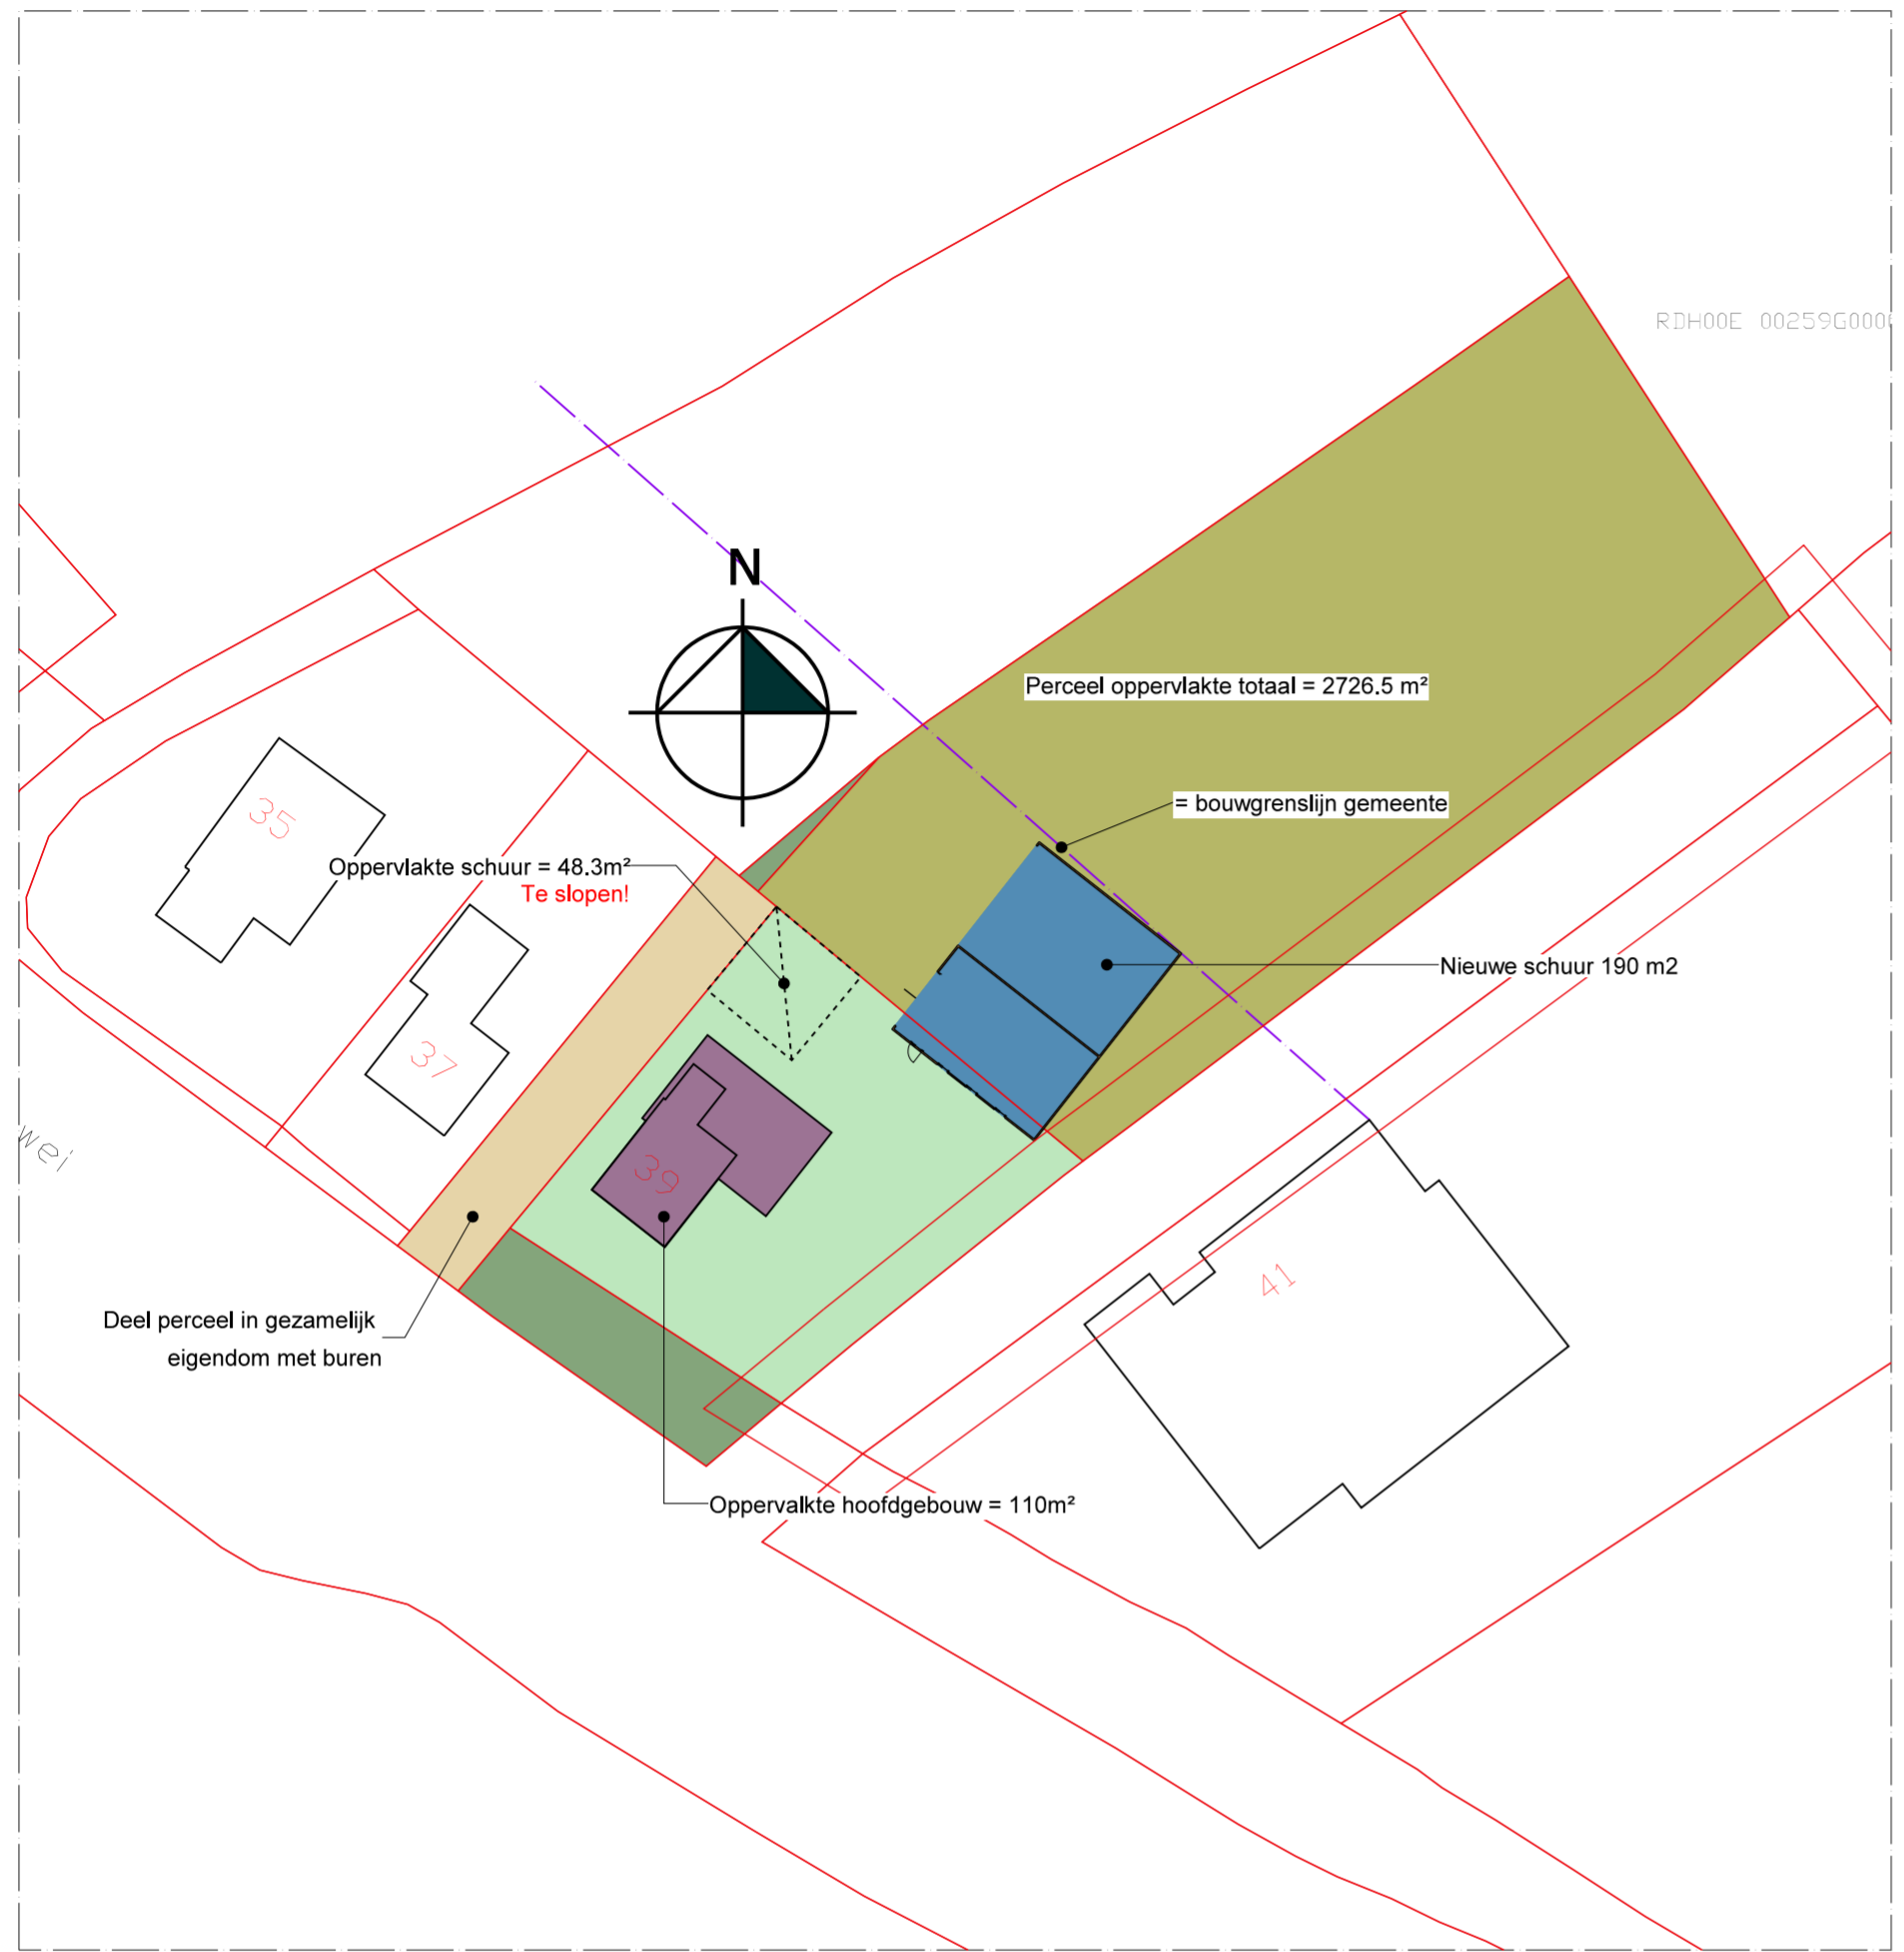 RDH00E 00259G000
N
Perceel oppervlakte totaal = 2726.5 m²
= bouwgrenslijn gemeente
35
Oppervlakte schuur = 48.3m²
Te slopen!
Nieuwe schuur 190 m2
37
wei
39
41
Deel perceel in gezamelijk
eigendom met buren
Oppervalkte hoofdgebouw = 110m²